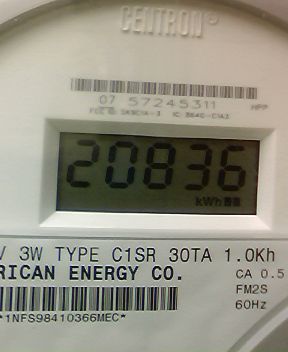 CENTRON®
07 57245311 HPP
20836
kWh
V 3W TYPE C1SR 30TA 1.0Kh
RICAN ENERGY CO.
CA 0.5
FM2S
60Hz
*1NFS98410366MEC*